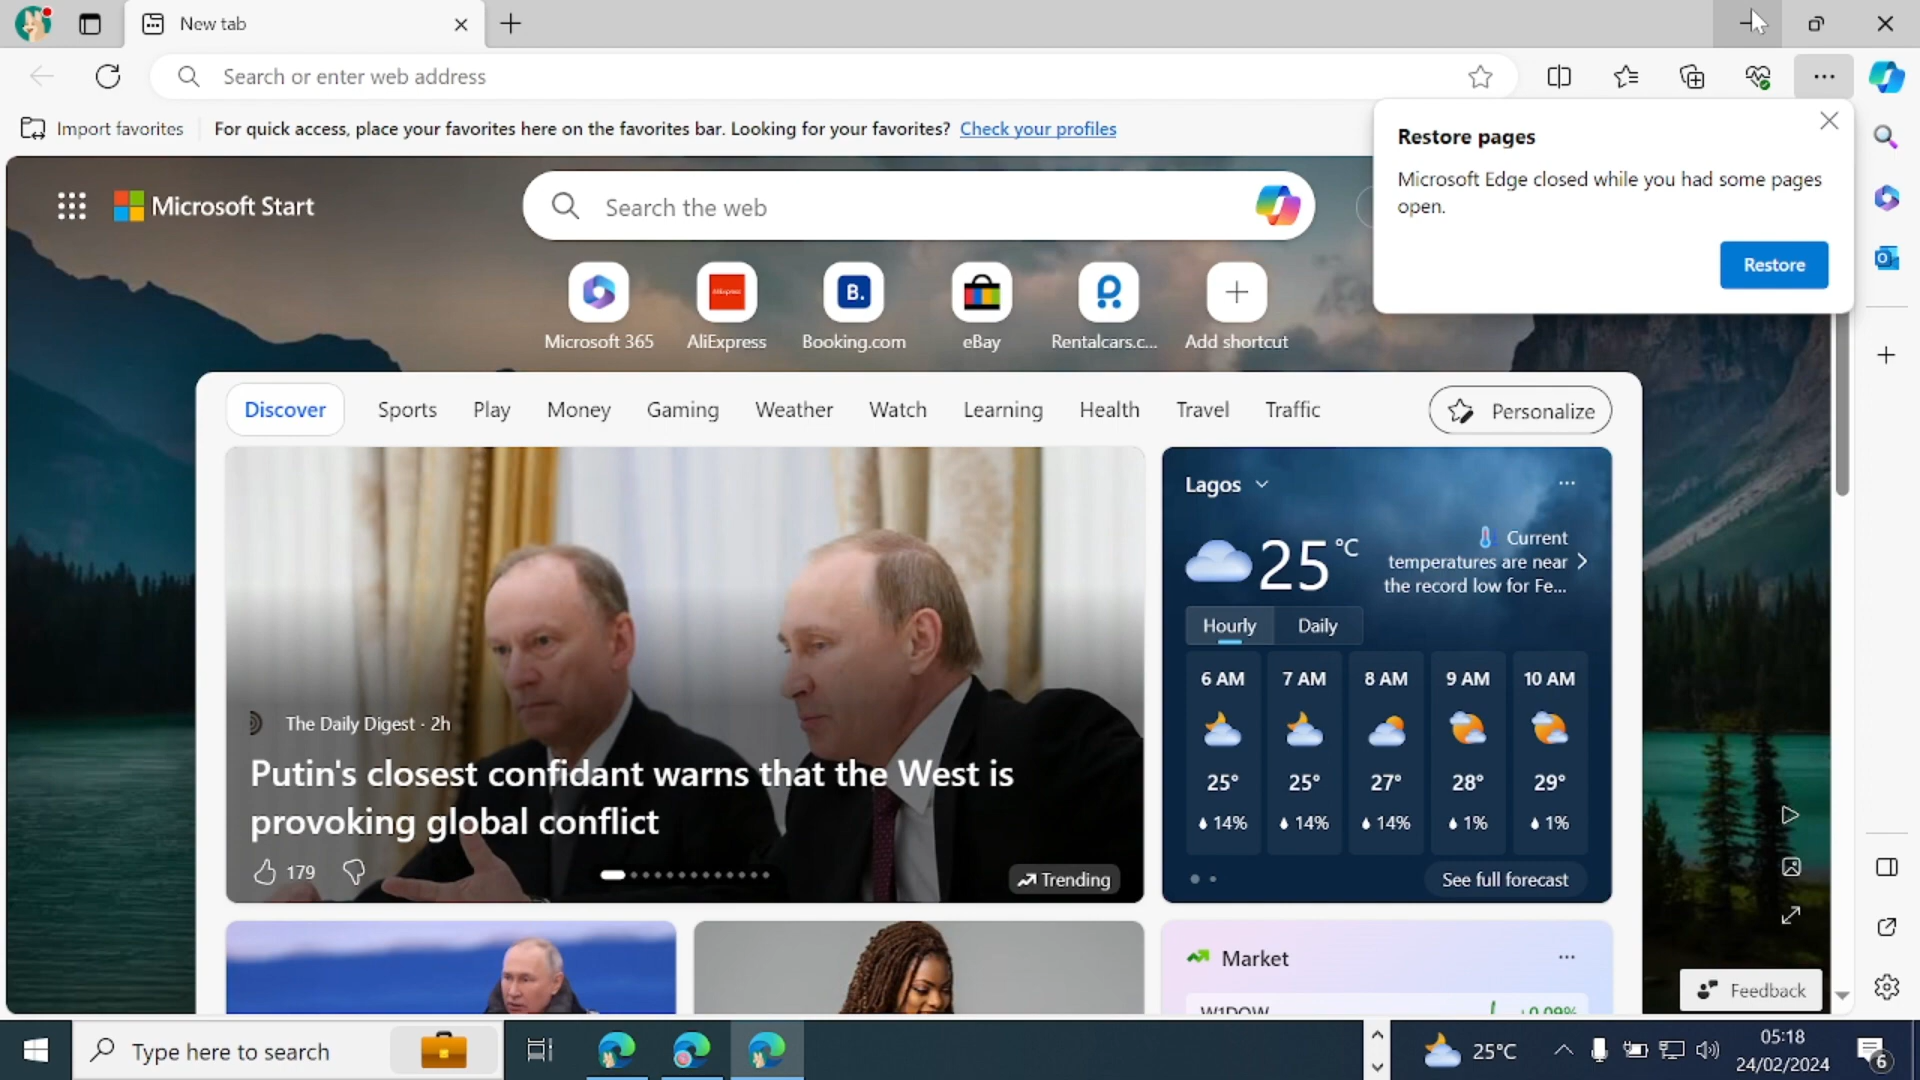 New tab
Search or enter web address
Import favorites
For quick access, place your favorites here on the favorites bar. Looking for your favorites? Check your profiles
Restore pages
Microsoft Edge closed while you had some pages
open.
Restore
Microsoft Start
Search the web
Microsoft 365
AliExpress
Booking.com
eBay
Rentalcars.c...
Add shortcut
Discover
Sports
Play
Money
Gaming
Weather
Watch
Learning
Health
Travel
Traffic
Personalize
The Daily Digest · 2h
Putin's closest confidant warns that the West is
provoking global conflict
179
Trending
Lagos
25 °C
Current
temperatures are near
the record low for Fe...
Hourly
Daily
6 AM 7 AM 8 AM 9 AM 10 AM
25° 25° 27° 28° 29°
14% 14% 14% 1% 1%
See full forecast
Market
W1DOW
+0.09%
Feedback
Type here to search
25°C
05:18
24/02/2024
6